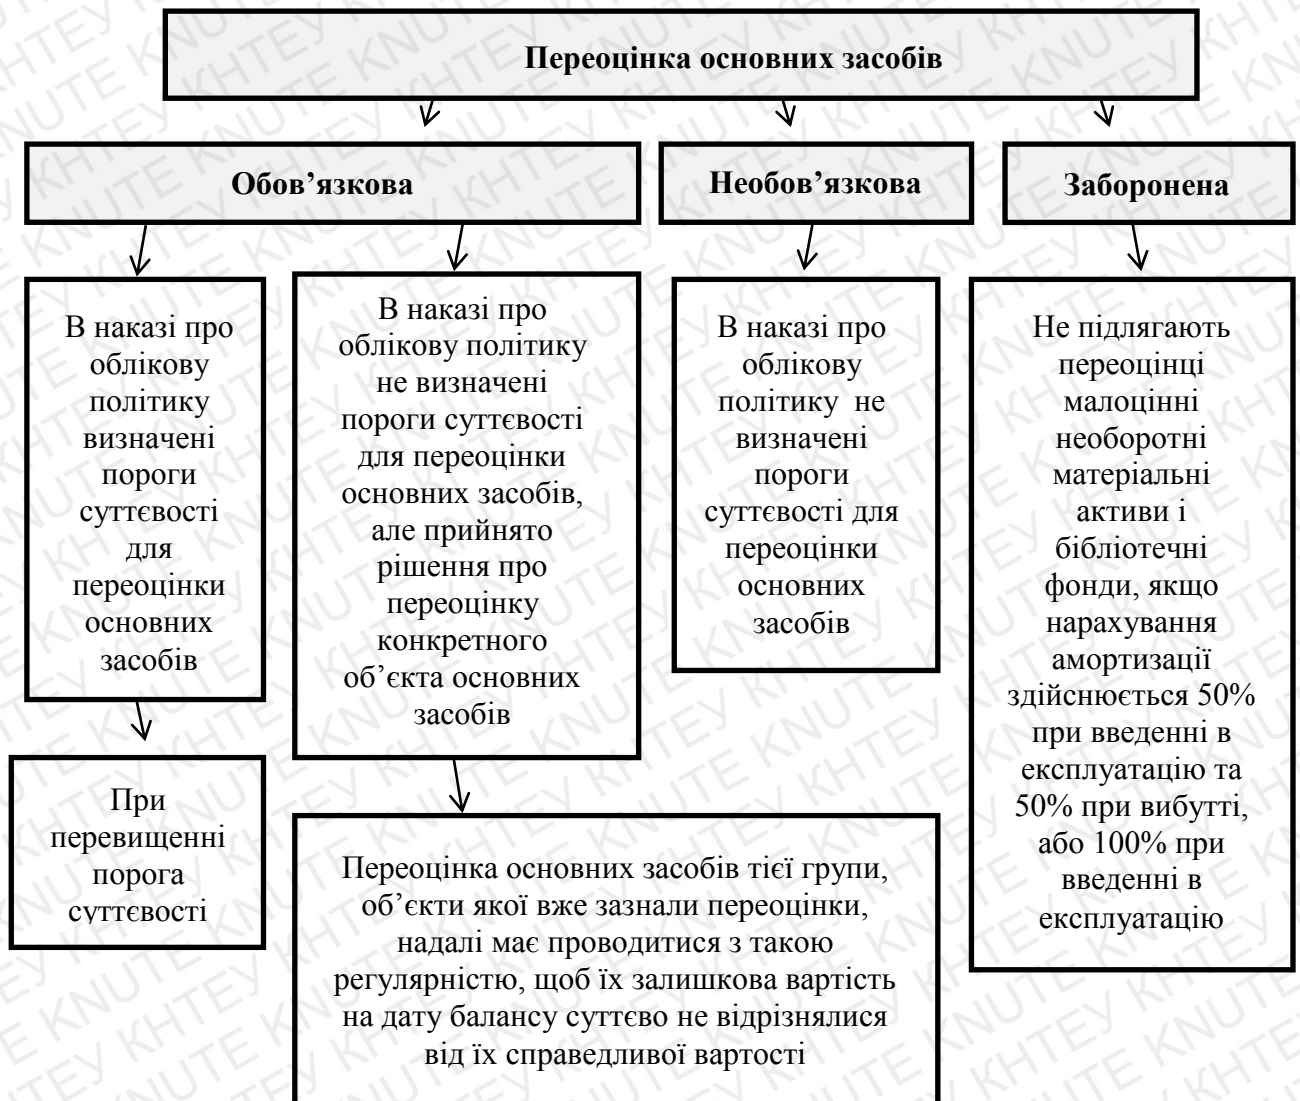 Переоцінка основних засобів
Обов’язкова
Необов’язкова
Заборонена
В наказі про
облікову
політику
визначені
пороги
суттєвості
для
переоцінки
основних
засобів
При
перевищенні
порога
суттєвості
В наказі про
облікову політику
не визначені
пороги суттєвості
для переоцінки
основних засобів,
але прийнято
рішення про
переоцінку
конкретного
об’єкта основних
засобів
Переоцінка основних засобів тієї групи,
об’єкти якої вже зазнали переоцінки,
надалі має проводитися з такою
регулярністю, щоб їх залишкова вартість
на дату балансу суттєво не відрізнялися
від їх справедливої вартості
В наказі про
облікову
політику не
визначені
пороги
суттєвості для
переоцінки
основних
засобів
Не підлягають
переоцінці
малоцінні
необоротні
матеріальні
активи і
бібліотечні
фонди, якщо
нарахування
амортизації
здійснюється 50%
при введенні в
експлуатацію та
50% при вибутті,
або 100% при
введенні в
експлуатацію